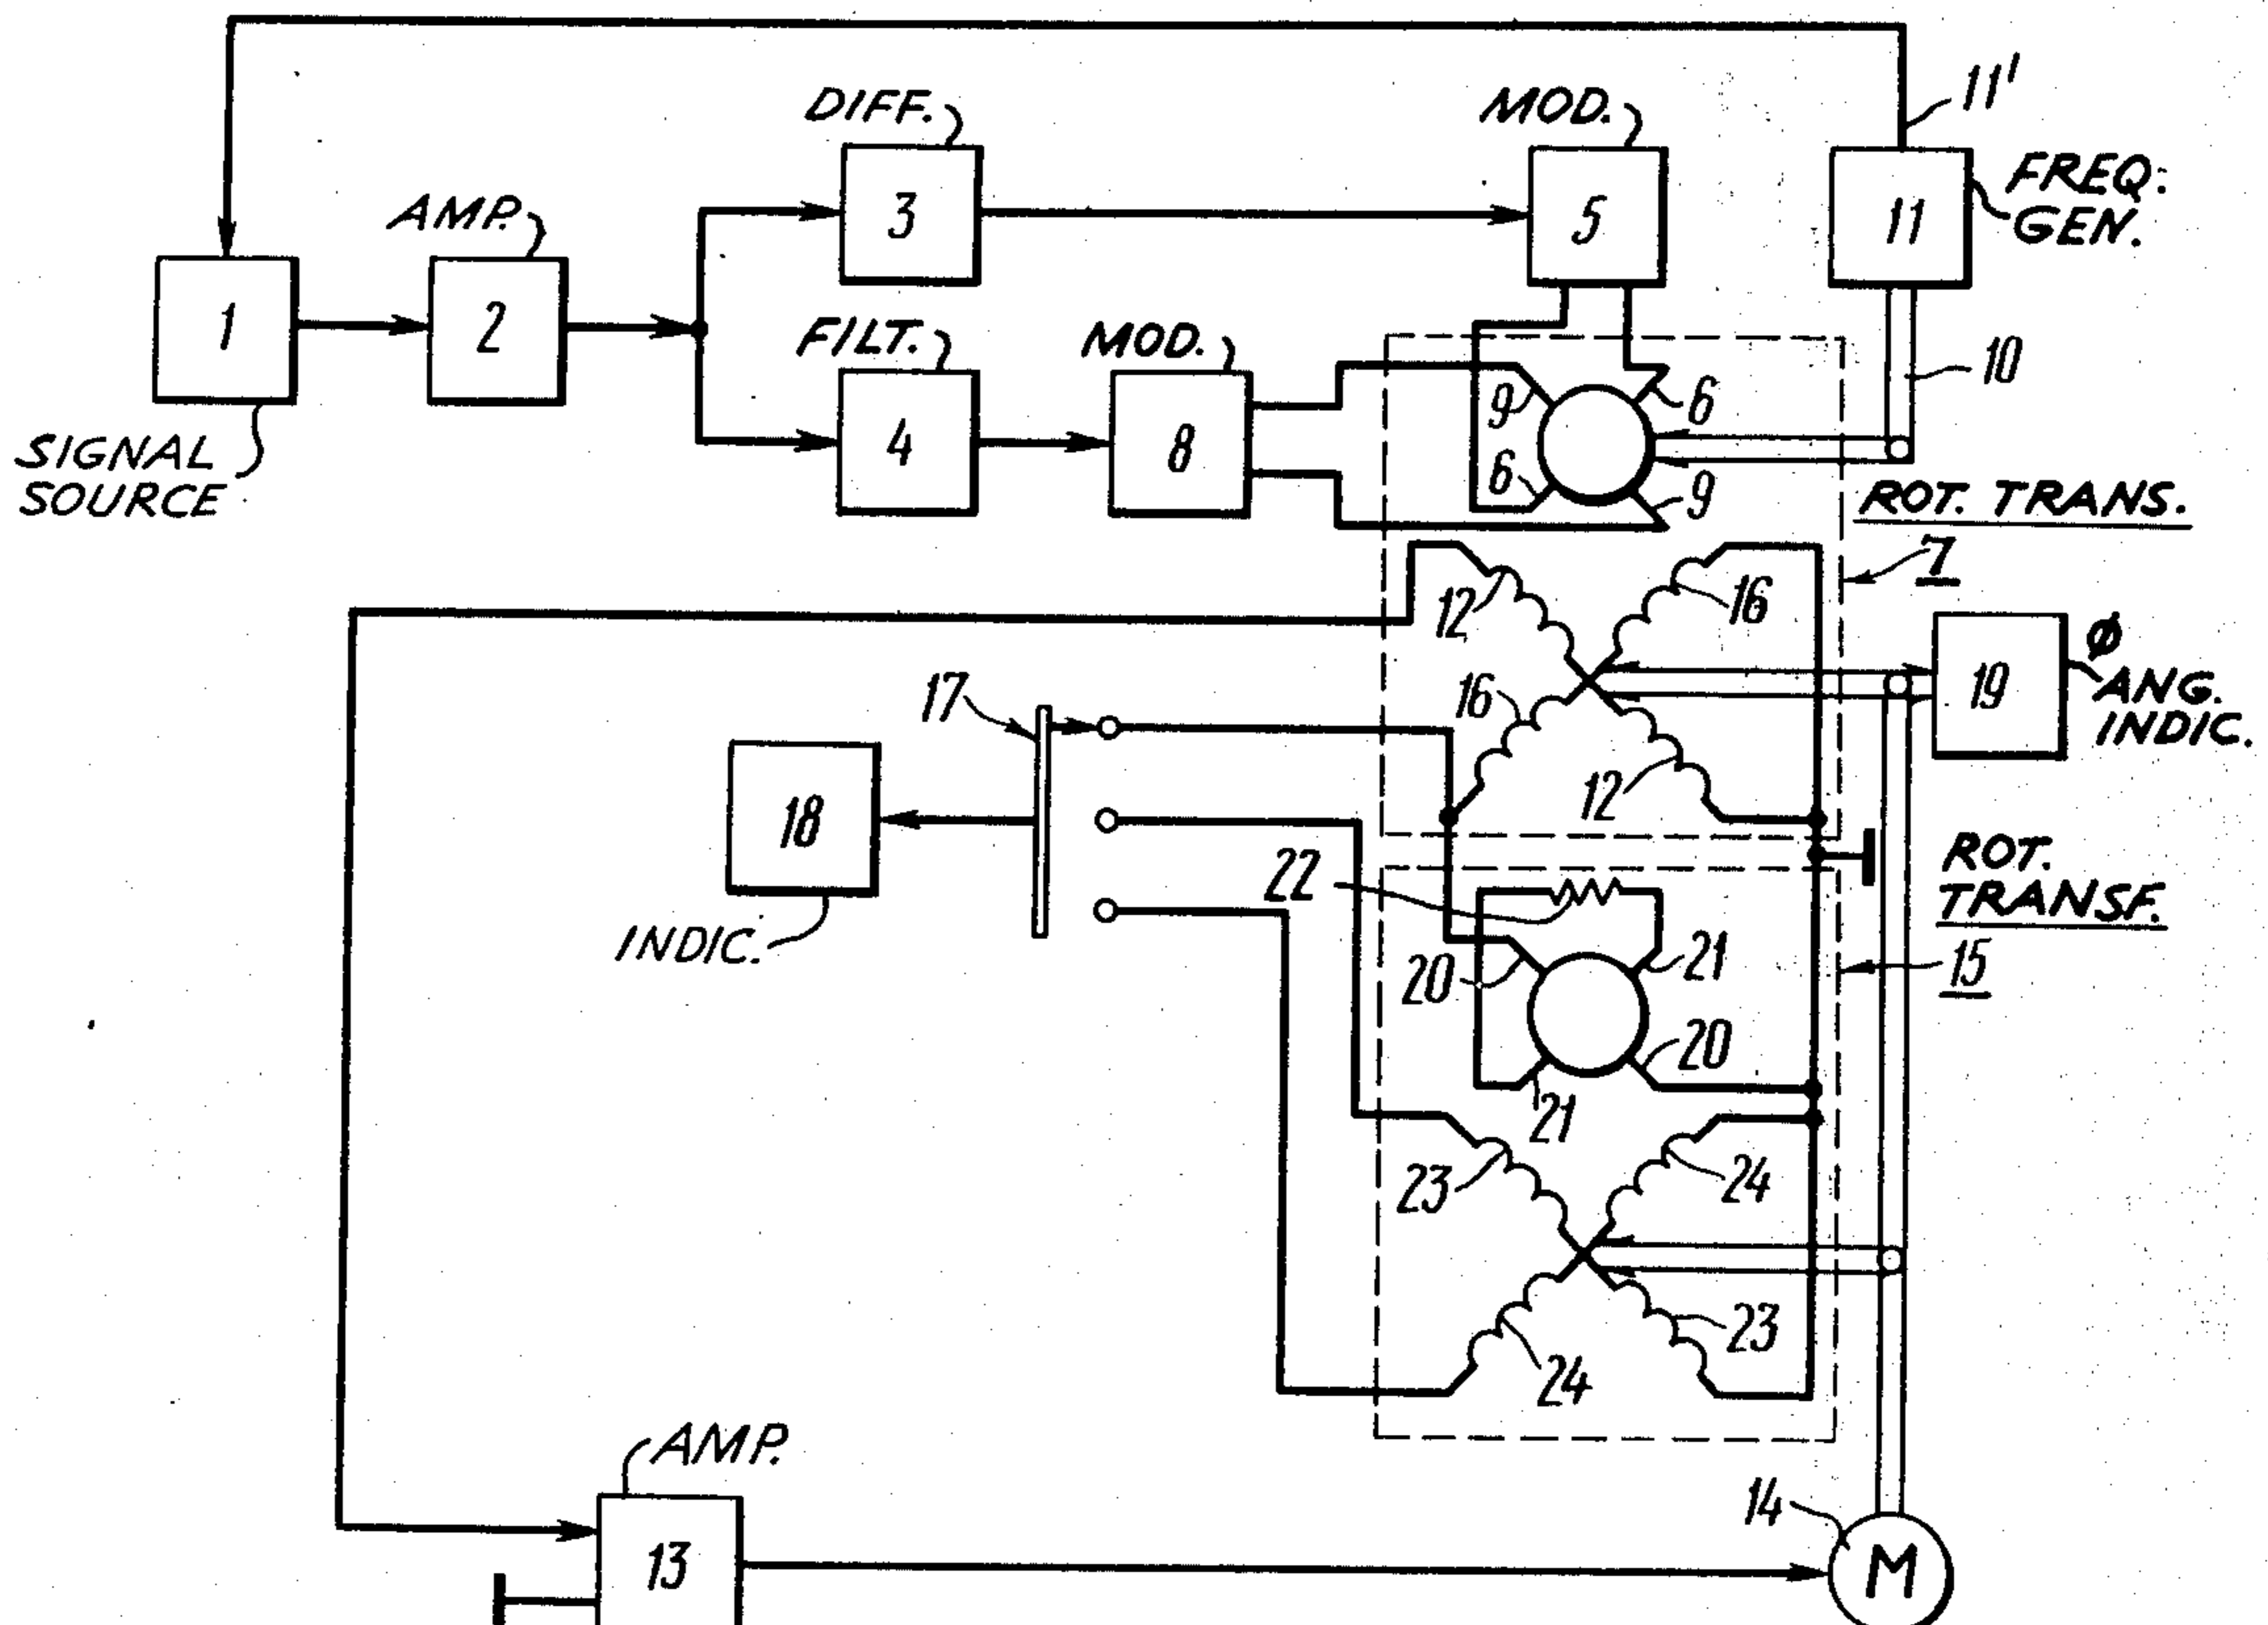 11'
DIFF.
MOD.
AMP.
3
5
11
FREQ.
GEN.
1
2
FILT.
MOD.
10
SIGNAL
SOURCE
4
8
9
6
6
9
ROT. TRANS.
7
12
16
19
Φ
ANG.
INDIC.
17
16
12
18
INDIC.
22
ROT.
TRANSF.
15
20
21
20
21
23
24
23
24
AMP.
13
14
M